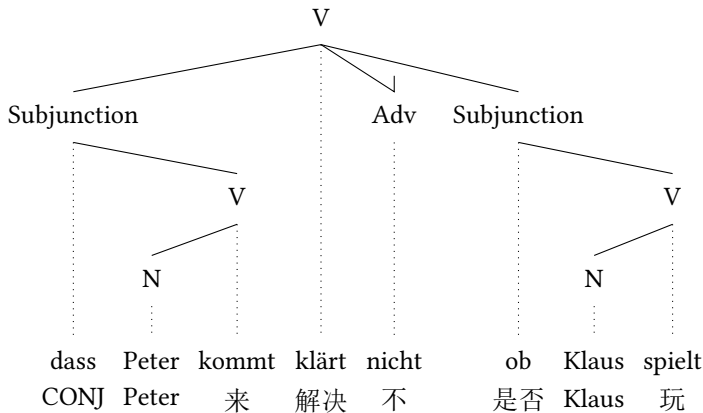 V
Subjunction Adv Subjunction
V V
N N
dass Peter kommt klärt nicht ob Klaus spielt
CONJ Peter 来 解决 不 是否 Klaus 玩